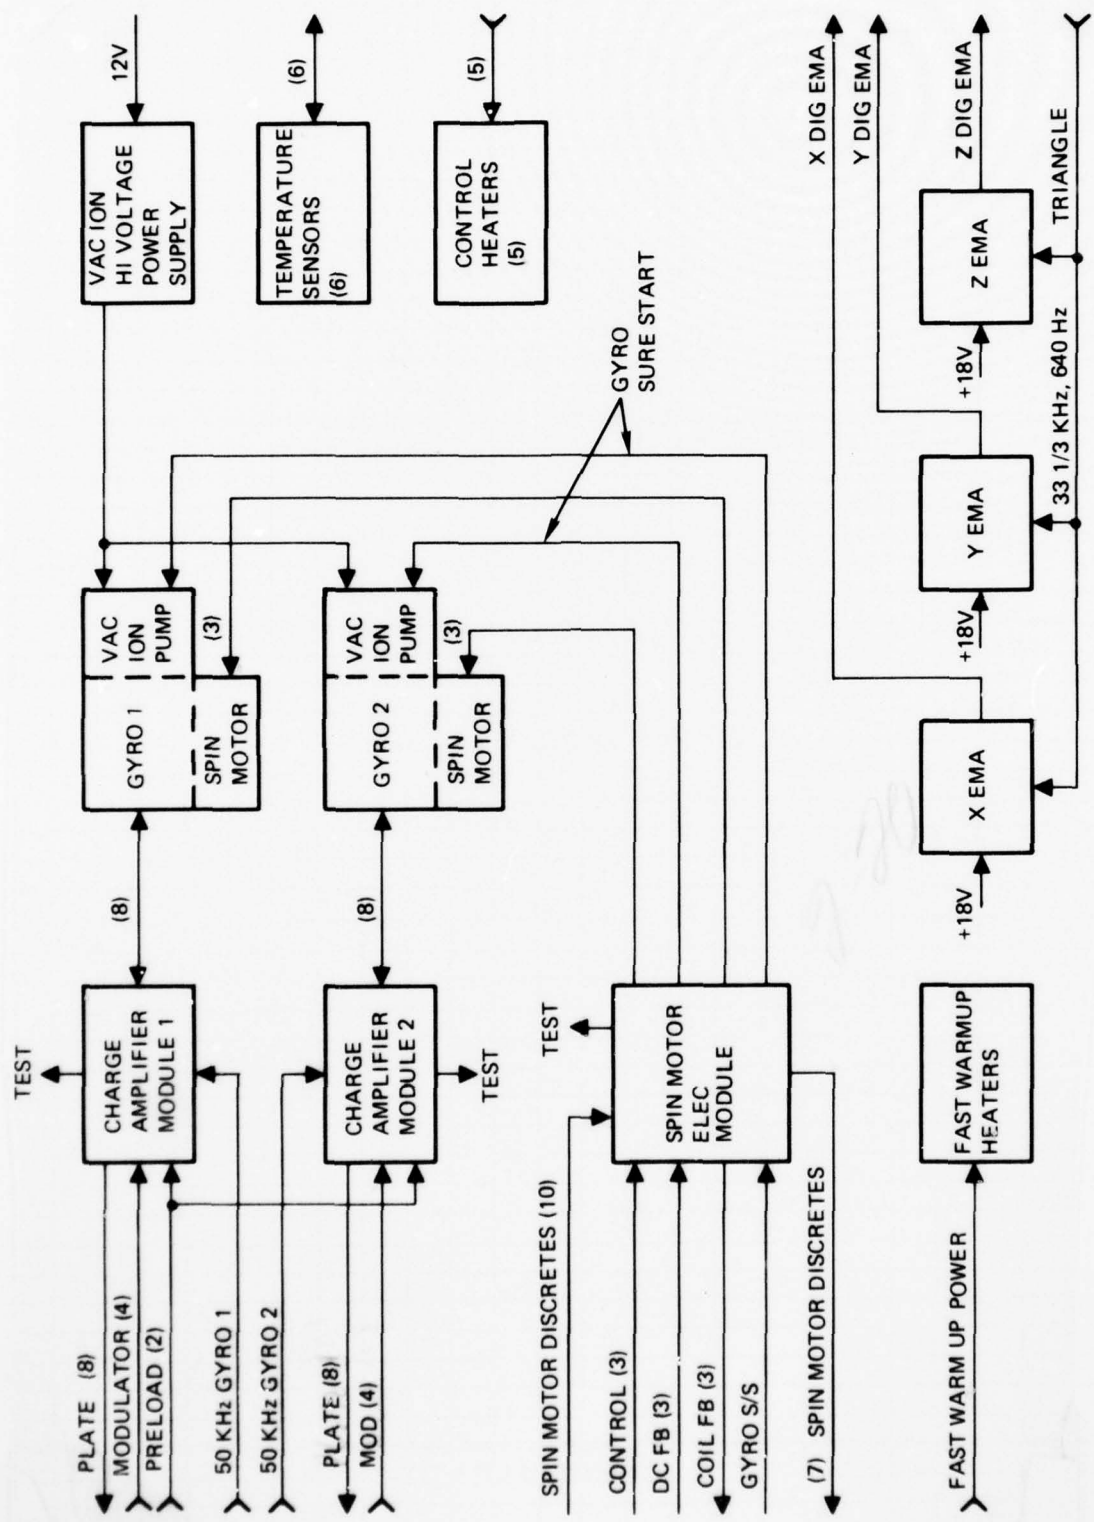 TEST
PLATE (8)
MODULATOR (4)
PRELOAD (2)
CHARGE
AMPLIFIER
MODULE 1
(8)
GYRO 1
VAC
ION
PUMP
SPIN
MOTOR
(3)
VAC ION
HI VOLTAGE
POWER
SUPPLY
12V
50 KHz GYRO 1
50 KHz GYRO 2
PLATE (8)
MOD (4)
CHARGE
AMPLIFIER
MODULE 2
TEST
(8)
GYRO 2
VAC
ION
PUMP
SPIN
MOTOR
(3)
TEMPERATURE
SENSORS
(6)
(6)
CONTROL
HEATERS
(5)
(5)
GYRO
SURE START
SPIN MOTOR DISCRETES (10)
TEST
CONTROL (3)
DC FB (3)
COIL FB (3)
GYRO S/S
(7) SPIN MOTOR DISCRETES
SPIN MOTOR
ELEC
MODULE
X DIG EMA
Y DIG EMA
Z DIG EMA
FAST WARM UP POWER
FAST WARMUP
HEATERS
+18V
X EMA
+18V
Y EMA
+18V
Z EMA
33 1/3 KHz, 640 Hz
TRIANGLE